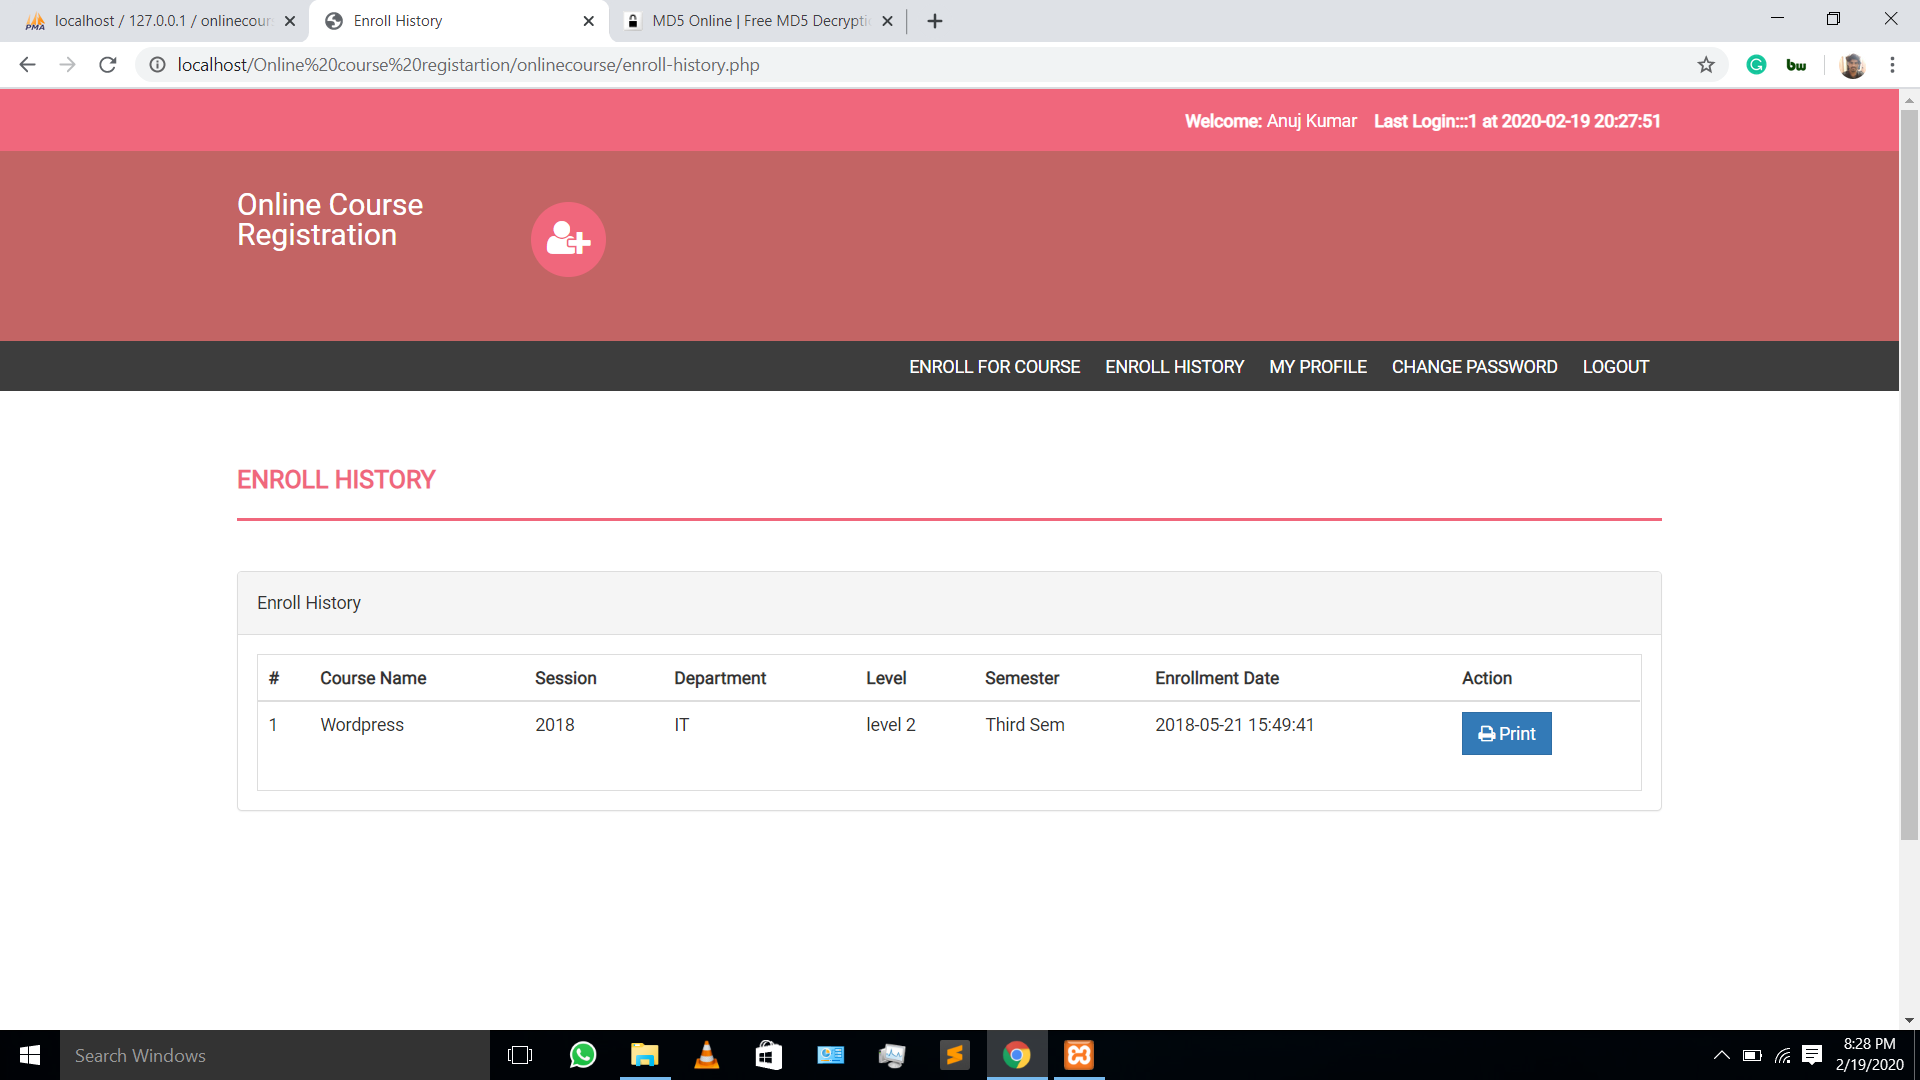 localhost / 127.0.0.1 / onlinecour
Enroll History
MD5 Online | Free MD5 Decrypti
localhost/Online%20course%20registartion/onlinecourse/enroll-history.php
Welcome: Anuj Kumar Last Login:::1 at 2020-02-19 20:27:51
Online Course
Registration
ENROLL FOR COURSE ENROLL HISTORY MY PROFILE CHANGE PASSWORD LOGOUT
ENROLL HISTORY
Enroll History
# Course Name Session Department Level Semester Enrollment Date Action
1 Wordpress 2018 IT level 2 Third Sem 2018-05-21 15:49:41 Print
Search Windows
8:28 PM
2/19/2020